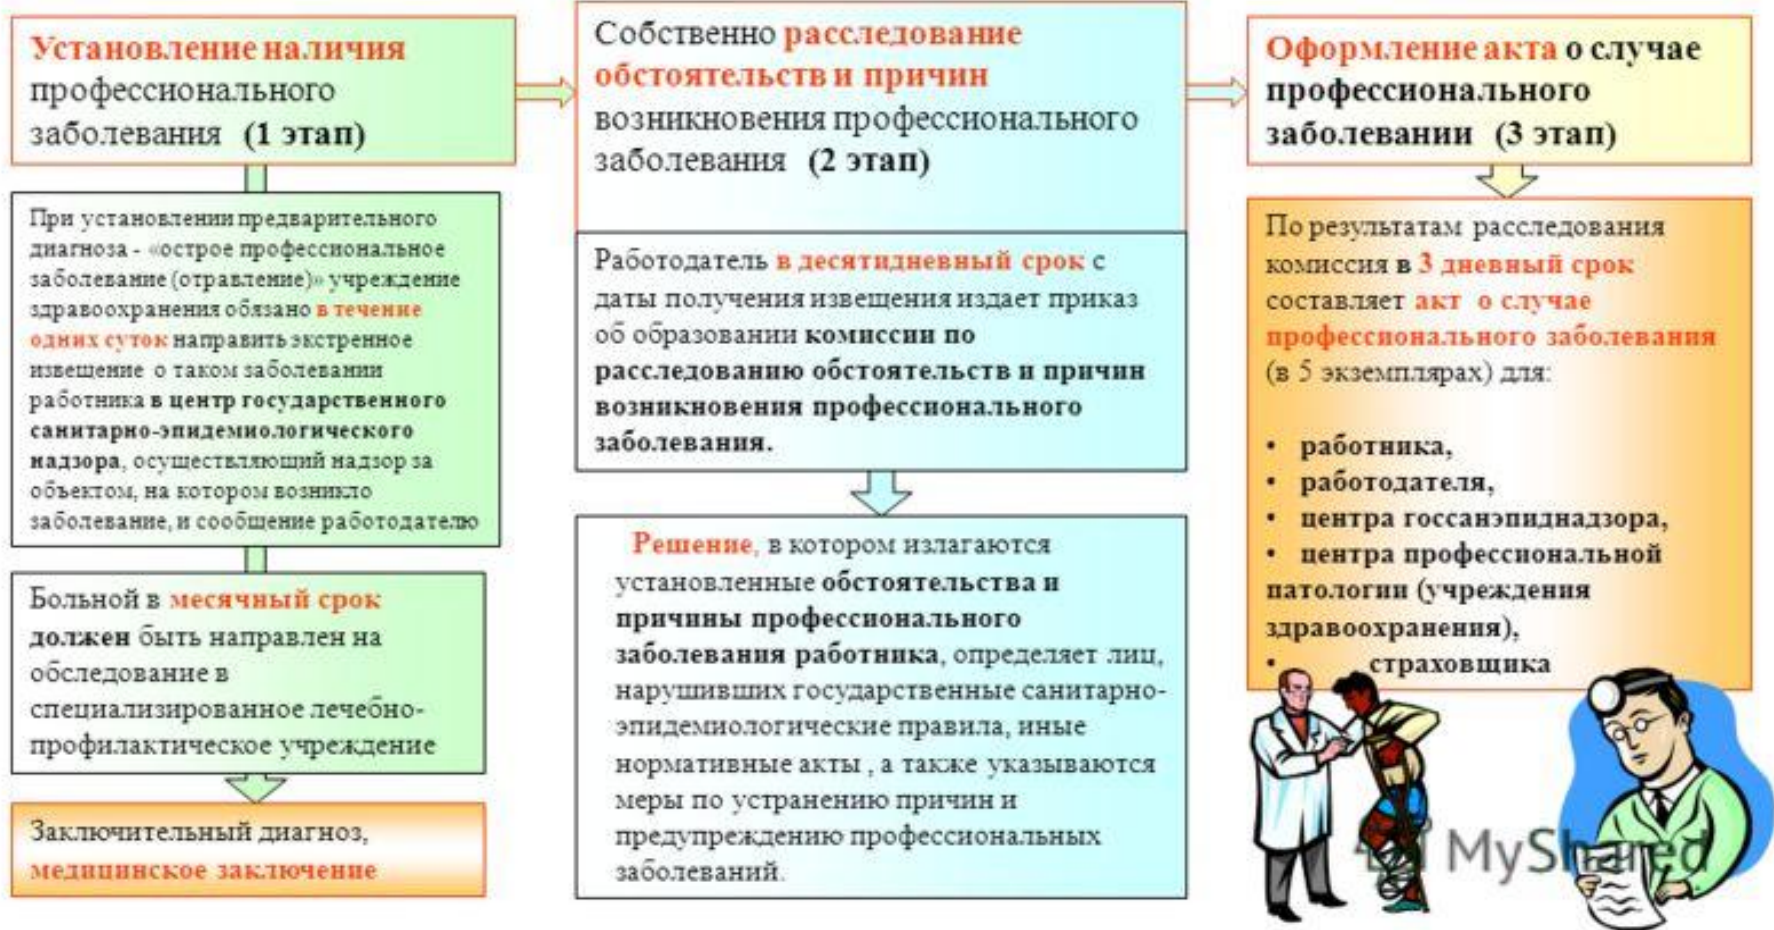 Установление наличия
профессионального
заболевания (1 этап)
При установлении предварительного
диагноза - «острое профессиональное
заболевание (отравление)» учреждение
здравоохранения обязано в течение
одних суток направить экстренное
извещение о таком заболевании
работника в центр государственного
санитарно-эпидемиологического
надзора, осуществляющий надзор за
объектом, на котором возникло
заболевание, и сообщение работодателю
Больной в месячный срок
должен быть направлен на
обследование в
специализированное лечебно-
профилактическое учреждение
Заключительный диагноз,
медицинское заключение
Собственно расследование
обстоятельств и причин
возникновения профессионального
заболевания (2 этап)
Работодатель в десятидневный срок с
даты получения извещения издает приказ
об образовании комиссии по
расследованию обстоятельств и причин
возникновения профессионального
заболевания.
Решение, в котором излагаются
установленные обстоятельства и
причины профессионального
заболевания работника, определяет лиц,
нарушивших государственные санитарно-
эпидемиологические правила, иные
нормативные акты , а также указываются
меры по устранению причин и
предупреждению профессиональных
заболеваний.
Оформление акта о случае
профессионального
заболевании (3 этап)
По результатам расследования
комиссия в 3 дневный срок
составляет акт о случае
профессионального заболевания
(в 5 экземплярах) для:
• работника,
• работодателя,
• центра госсанэпиднадзора,
• центра профессиональной
патологии (учреждения
здравоохранения),
• страховщика
MyShared